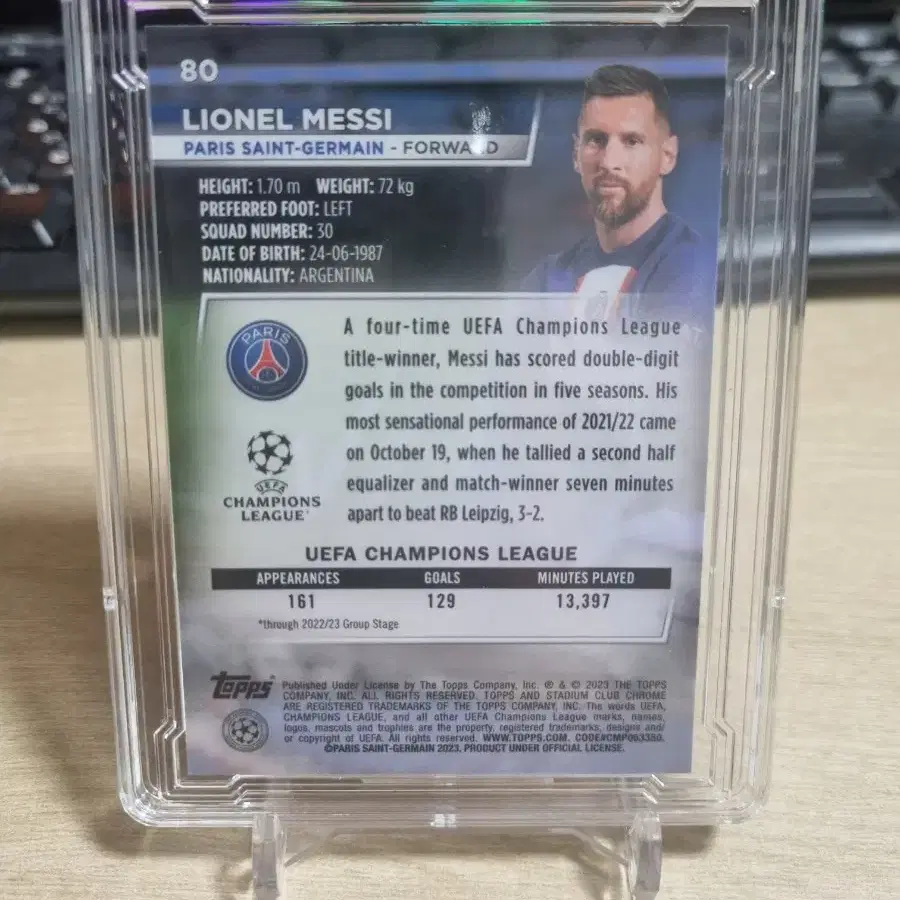 80
LIONEL MESSI
PARIS SAINT-GERMAIN - FORWARD
HEIGHT: 1.70 m WEIGHT: 72 kg
PREFERRED FOOT: LEFT
SQUAD NUMBER: 30
DATE OF BIRTH: 24-06-1987
NATIONALITY: ARGENTINA
PARIS
A four-time UEFA Champions League
title-winner, Messi has scored double-digit
goals in the competition in five seasons. His
most sensational performance of 2021/22 came
on October 19, when he tallied a second half
equalizer and match-winner seven minutes
apart to beat RB Leipzig, 3-2.
UEFA
CHAMPIONS
LEAGUE
UEFA CHAMPIONS LEAGUE
APPEARANCES GOALS MINUTES PLAYED
161 129 13,397
*through 2022/23 Group Stage
topps
Published Under License by The Topps Company, Inc. ® & © 2023 THE TOPPS
COMPANY, INC. ALL RIGHTS RESERVED. TOPPS AND STADIUM CLUB CHROME
ARE REGISTERED TRADEMARKS OF THE TOPPS COMPANY, INC. The words UEFA,
CHAMPIONS LEAGUE, and all other UEFA Champions League marks, names,
logos, mascots and trophies are the property, registered trademarks, designs and/
or copyright of UEFA. All rights reserved. WWW.TOPPS.COM. CODE#CMP063350.
©PARIS SAINT-GERMAIN 2023. PRODUCT UNDER OFFICIAL LICENSE.